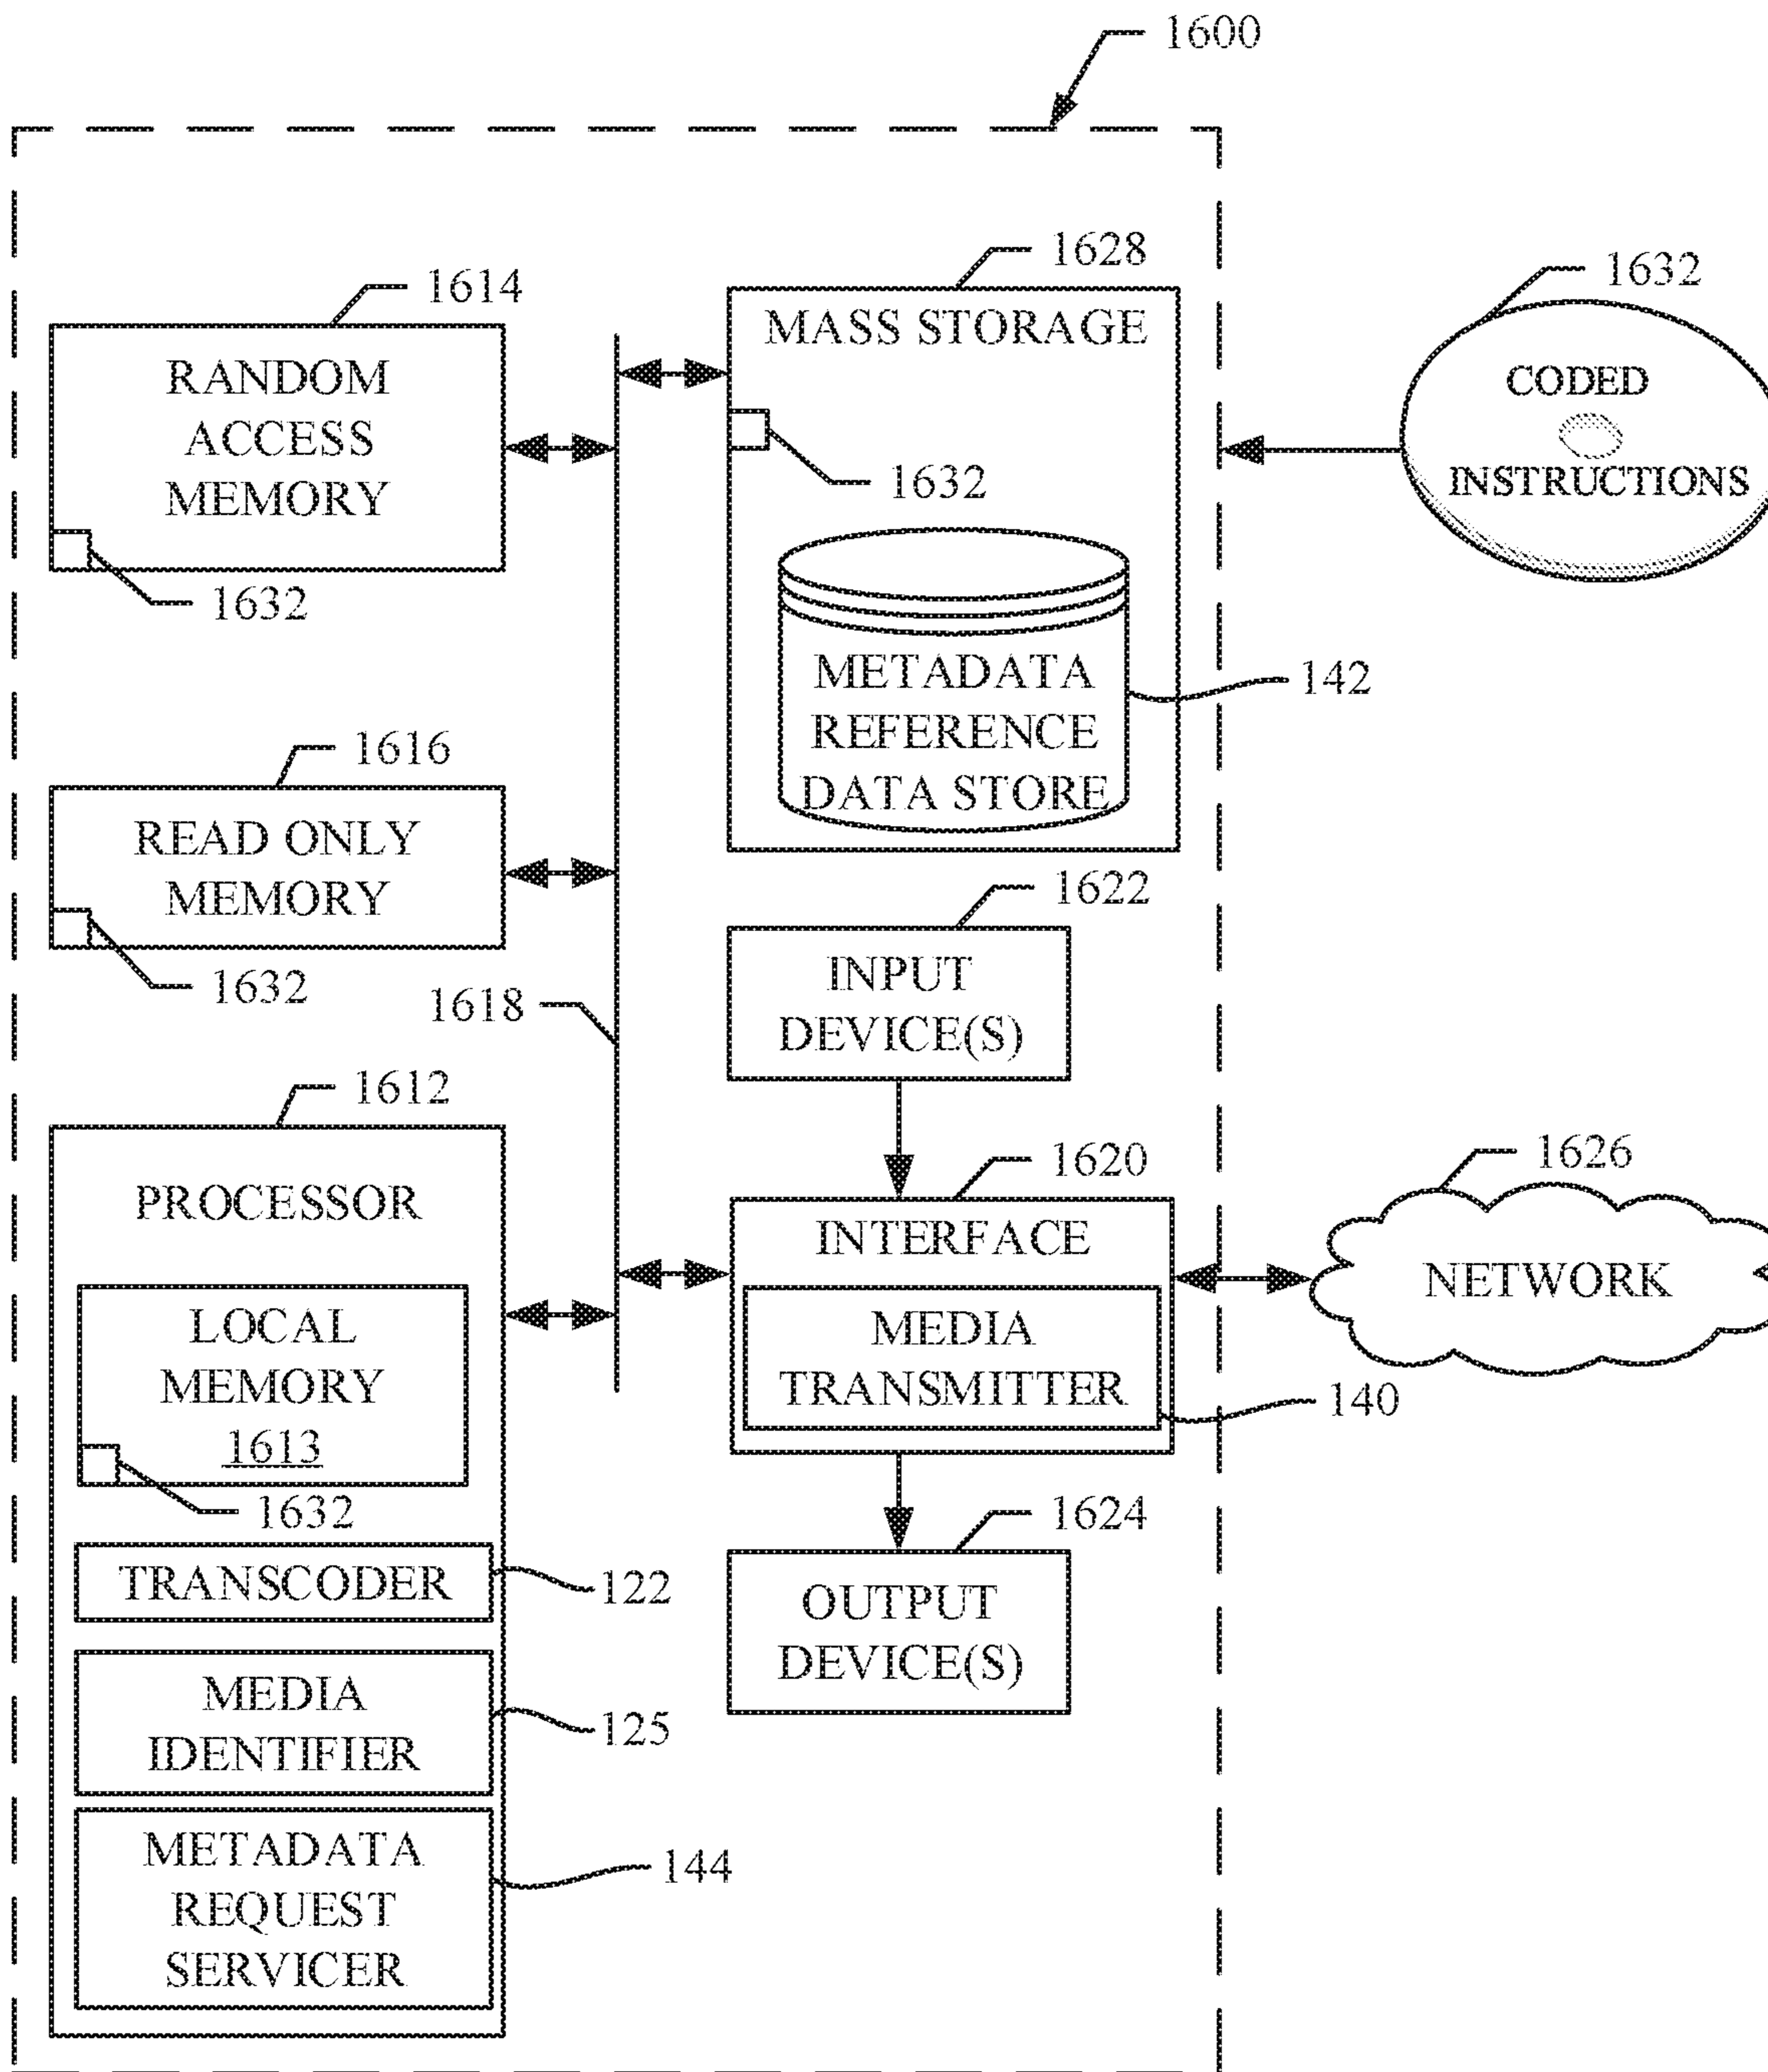 1600
1628
MASS STORAGE
1632
METADATA
REFERENCE
DATA STORE
142
1632
CODED
INSTRUCTIONS
1614
RANDOM
ACCESS
MEMORY
1632
1616
READ ONLY
MEMORY
1632
1618
1622
INPUT
DEVICE(S)
1612
PROCESSOR
LOCAL
MEMORY
1613
1632
TRANSCODER
122
MEDIA
IDENTIFIER
125
METADATA
REQUEST
SERVICER
144
1620
INTERFACE
MEDIA
TRANSMITTER
140
1626
NETWORK
1624
OUTPUT
DEVICE(S)